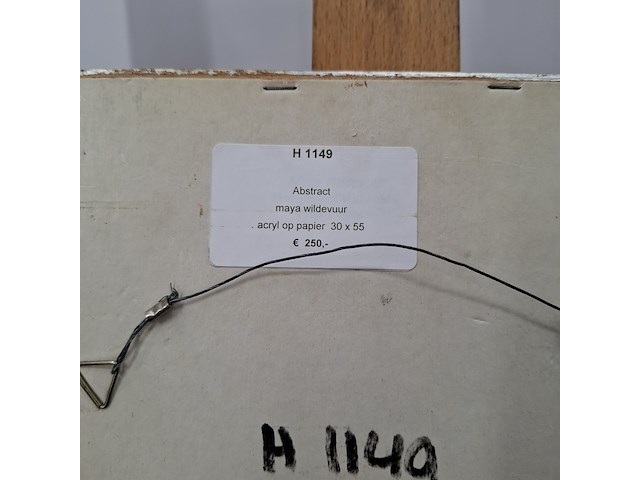 H 1149
Abstract
maya wildevuur
acryl op papier 30 x 55
€ 250,-
H 1149